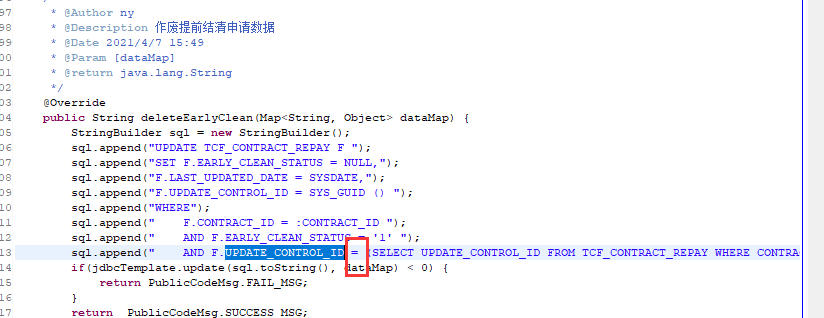 97 * @Author ny
98 * @Description 作废提前结清申请数据
99 * @Date 2021/4/7 15:49
00 * @Param [dataMap]
01 * @return java.lang.String
02 */
03 @Override
04 public String deleteEarlyClean(Map<String, Object> dataMap) {
05 StringBuilder sql = new StringBuilder();
06 sql.append("UPDATE TCF_CONTRACT_REPAY F ");
07 sql.append("SET F.EARLY_CLEAN_STATUS = NULL,");
08 sql.append("F.LAST_UPDATED_DATE = SYSDATE,");
09 sql.append("F.UPDATE_CONTROL_ID = SYS_GUID () ");
10 sql.append("WHERE");
11 sql.append(" F.CONTRACT_ID = :CONTRACT_ID ");
12 sql.append(" AND F.EARLY_CLEAN_STATUS = '1' ");
13 sql.append(" AND F.UPDATE_CONTROL_ID = (SELECT UPDATE_CONTROL_ID FROM TCF_CONTRACT_REPAY WHERE CONTRA
14 if(jdbcTemplate.update(sql.toString(), dataMap) < 0) {
15 return PublicCodeMsg.FAIL_MSG;
16 }
17 return PublicCodeMsg.SUCCESS_MSG;